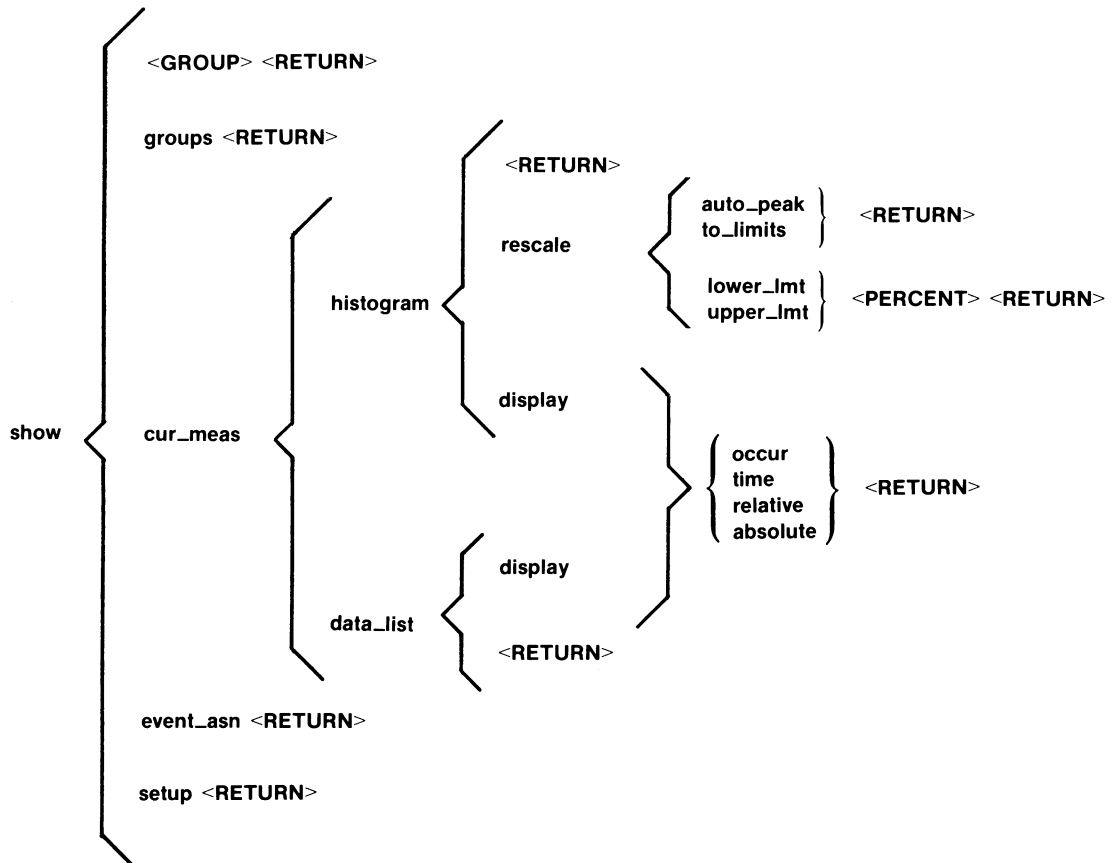 <GROUP> <RETURN>
groups <RETURN>
<RETURN>
auto_peak
to_limits
<RETURN>
rescale
lower_lmt
upper_lmt
<PERCENT> <RETURN>
histogram
display
show
cur_meas
occur
time
relative
absolute
<RETURN>
display
data_list
<RETURN>
event_asn <RETURN>
setup <RETURN>